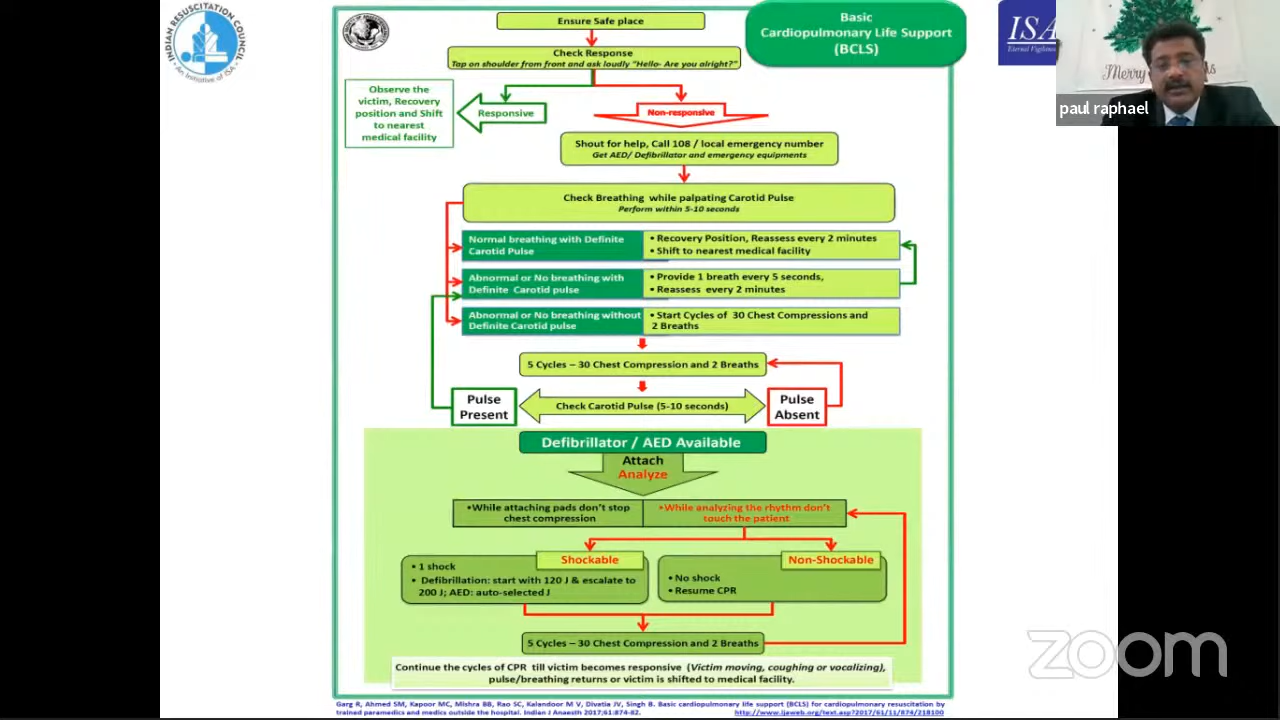 INDIAN RESUSCITATION COUNCIL
An Initiative of ISA
Ensure Safe place
Check Response
Tap on shoulder from front and ask loudly "Hello- Are you alright?"
Basic
Cardiopulmonary Life Support
(BCLS)
ISA
Eternal Vigilance
Merry
paul raphael
Observe the
victim, Recovery
position and Shift
to nearest
medical facility
Responsive
Non-responsive
Shout for help, Call 108 / local emergency number
Get AED/ Defibrillator and emergency equipments
Check Breathing while palpating Carotid Pulse
Perform within 5-10 seconds
Normal breathing with Definite
Carotid Pulse
• Recovery Position, Reassess every 2 minutes
• Shift to nearest medical facility
Abnormal or No breathing with
Definite Carotid pulse
• Provide 1 breath every 5 seconds,
• Reassess every 2 minutes
Abnormal or No breathing without
Definite Carotid pulse
• Start Cycles of 30 Chest Compressions and
2 Breaths
5 Cycles – 30 Chest Compression and 2 Breaths
Pulse
Present
Check Carotid Pulse (5-10 seconds)
Pulse
Absent
Defibrillator / AED Available
Attach
Analyze
•While attaching pads don't stop
chest compression
•While analyzing the rhythm don't
touch the patient
Shockable
• 1 shock
• Defibrillation: start with 120 J & escalate to
200 J; AED: auto-selected J
Non-Shockable
• No shock
• Resume CPR
5 Cycles – 30 Chest Compression and 2 Breaths
Continue the cycles of CPR till victim becomes responsive (Victim moving, coughing or vocalizing),
pulse/breathing returns or victim is shifted to medical facility.
Garg R, Ahmed SM, Kapoor MC, Mishra BB, Rao SC, Kalandoor M V, Divatia JV, Singh B. Basic cardiopulmonary life support (BCLS) for cardiopulmonary resuscitation by
trained paramedics and medics outside the hospital. Indian J Anaesth 2017;61:874-82.
http://www.ijaweb.org/text.asp?2017/61/11/874/218100
zoom